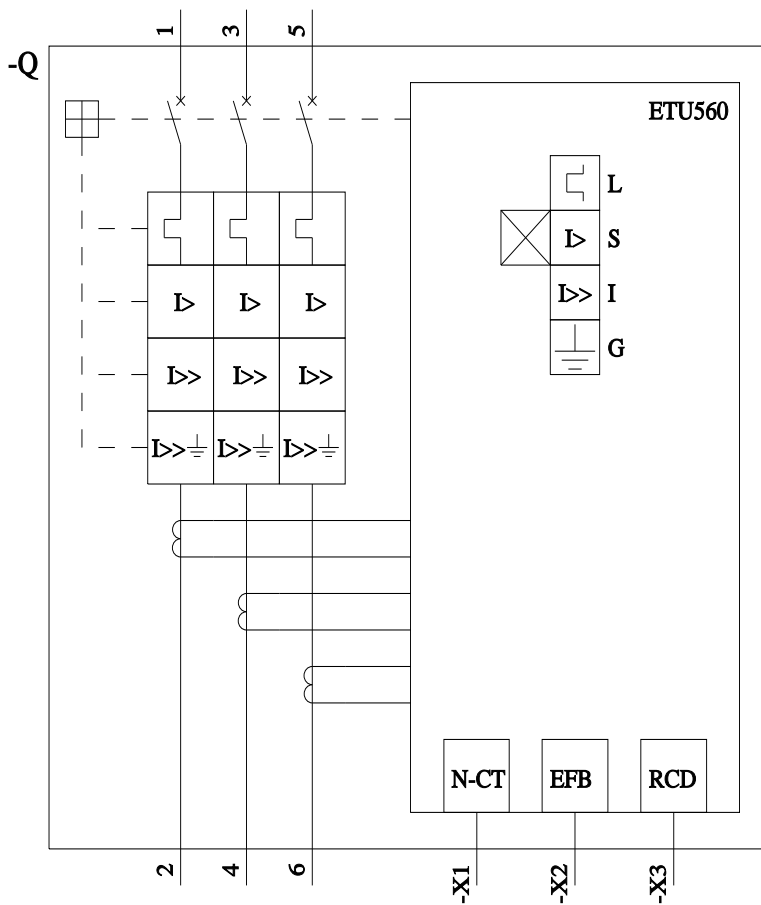 1 3 5
-Q
ETU560
L
I> S
I> I> I>
I>> I
I>> I>> I>>
G
I>> I>> I>>
N-CT EFB RCD
2 4 6
-X1 -X2 -X3